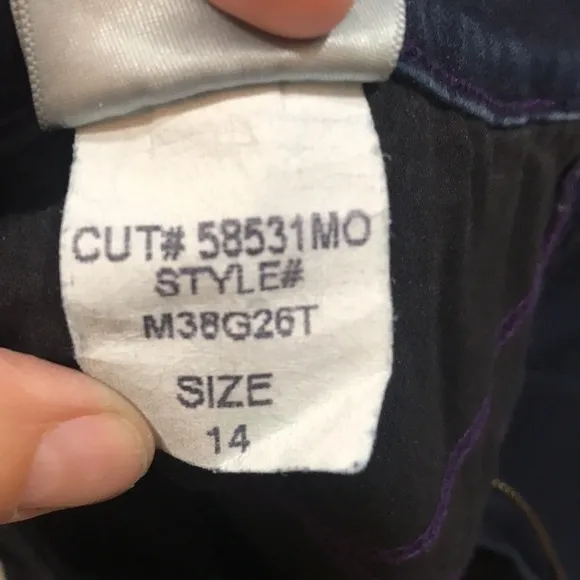 CUT# 58531MO
STYLE#
M38G26T
SIZE
14